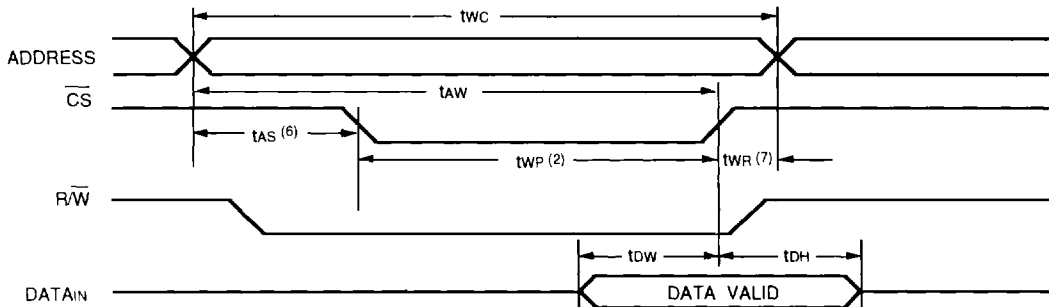 tWC
ADDRESS
tAW
CS
tAS (6)
tWP (2)
tWR (7)
R/W
tDW
tDH
DATAIN
DATA VALID